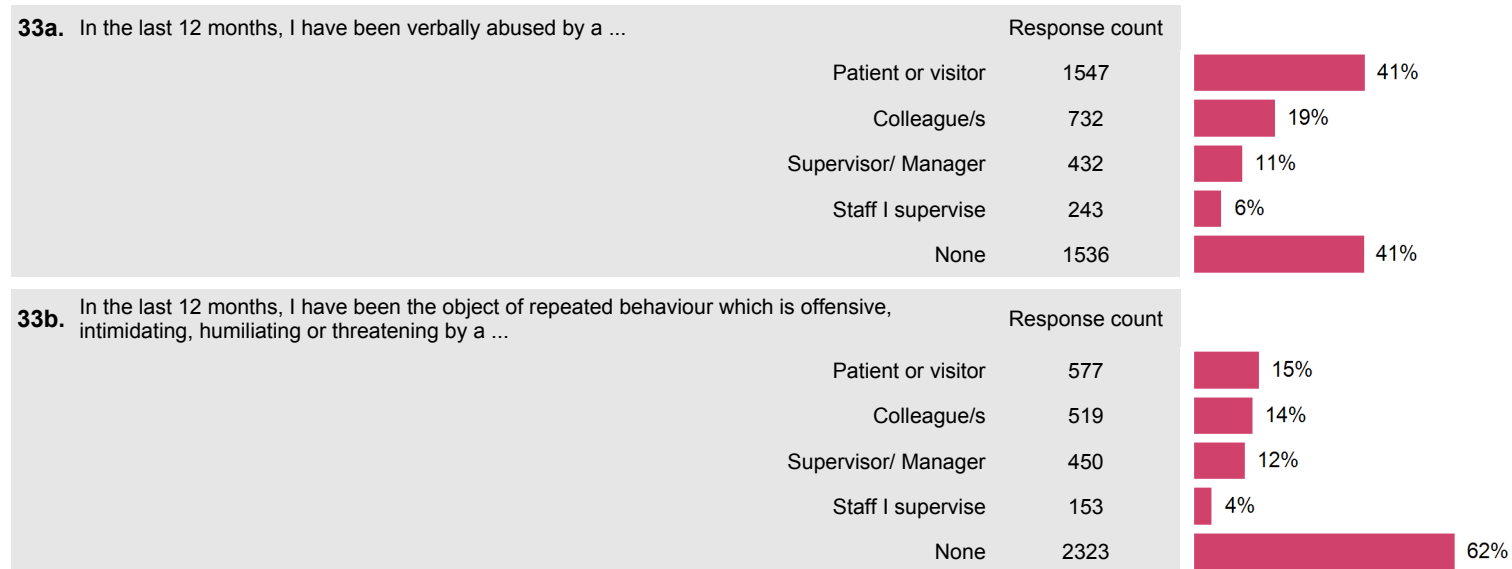 33a. In the last 12 months, I have been verbally abused by a ... Response count
Patient or visitor 1547 41%
Colleague/s 732 19%
Supervisor/ Manager 432 11%
Staff I supervise 243 6%
None 1536 41%
33b. In the last 12 months, I have been the object of repeated behaviour which is offensive,
intimidating, humiliating or threatening by a ... Response count
Patient or visitor 577 15%
Colleague/s 519 14%
Supervisor/ Manager 450 12%
Staff I supervise 153 4%
None 2323 62%